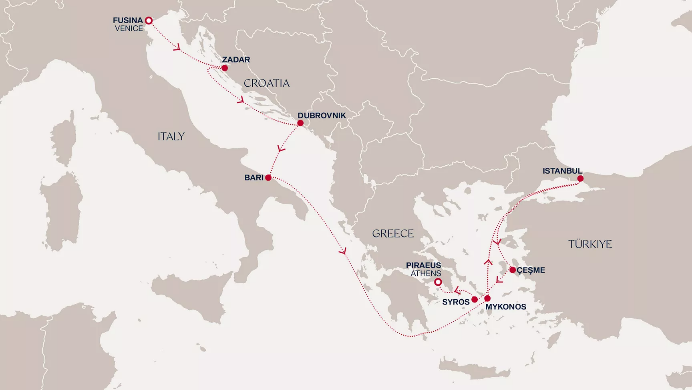 FUSINA
VENICE
ZADAR
CROATIA
DUBROVNIK
ITALY
BARI
ISTANBUL
GREECE
TÜRKIYE
PIRAEUS
ATHENS
ÇEŞME
SYROS
MYKONOS